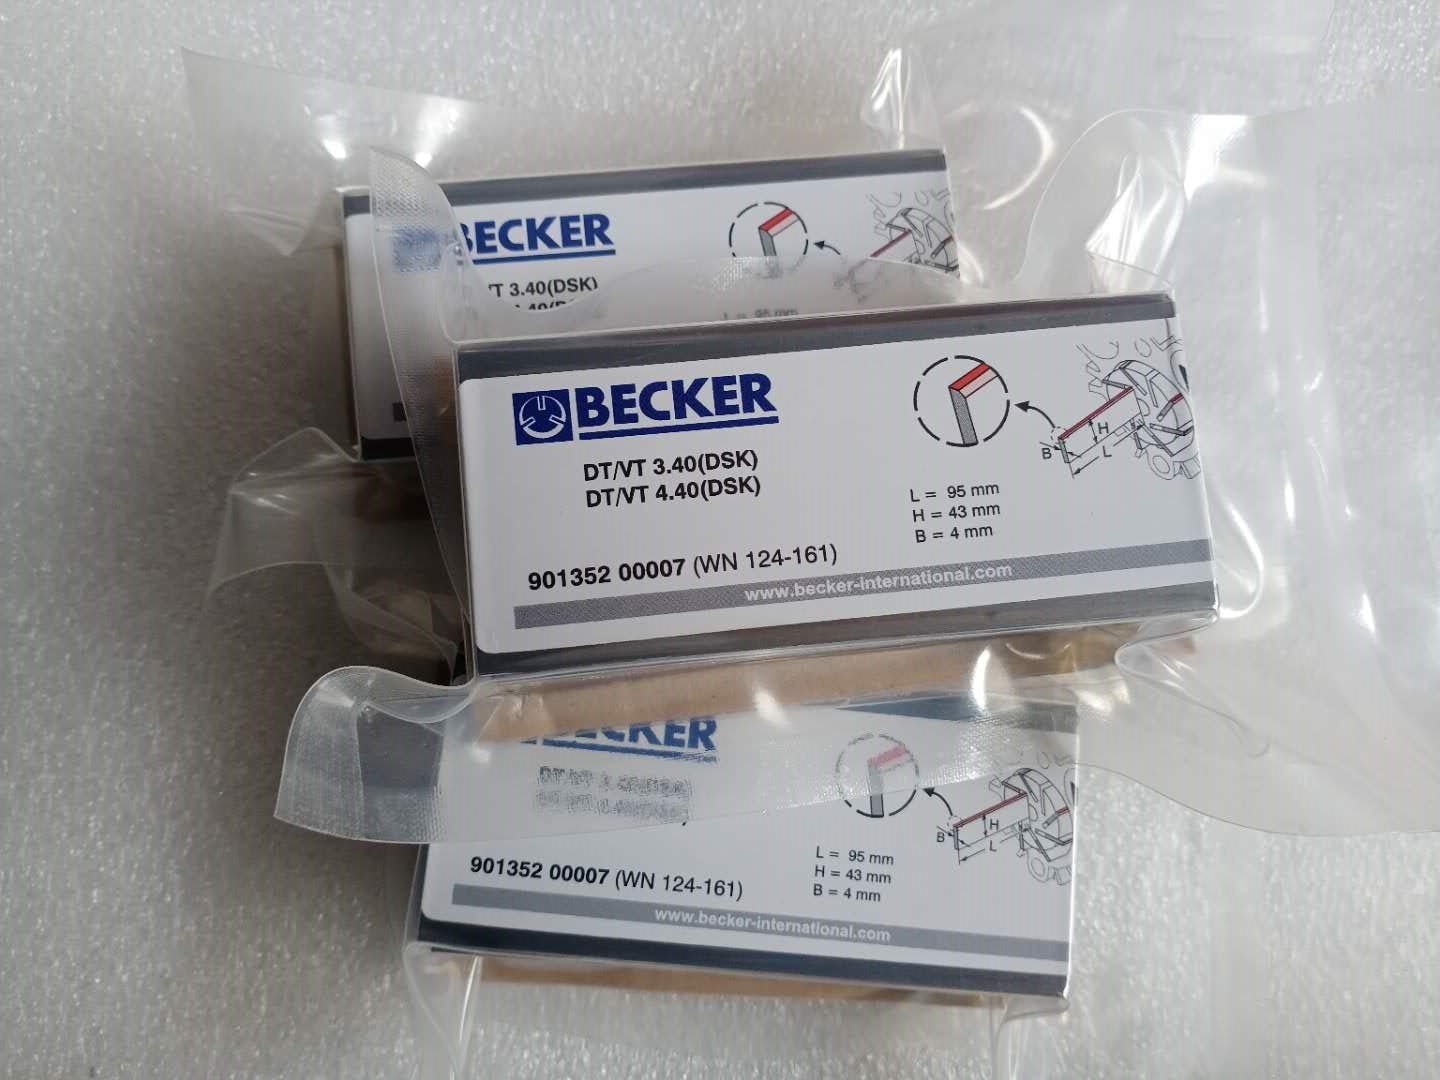 BECKER
3.40(DSK)
L = 95 mm
BECKER
DT/VT 3.40(DSK)
DT/VT 4.40(DSK)
H
B
L
L = 95 mm
H = 43 mm
B = 4 mm
901352 00007 (WN 124-161)
www.becker-international.com
BECKER
H
B
L
L = 95 mm
H = 43 mm
B = 4 mm
901352 00007 (WN 124-161)
www.becker-international.com